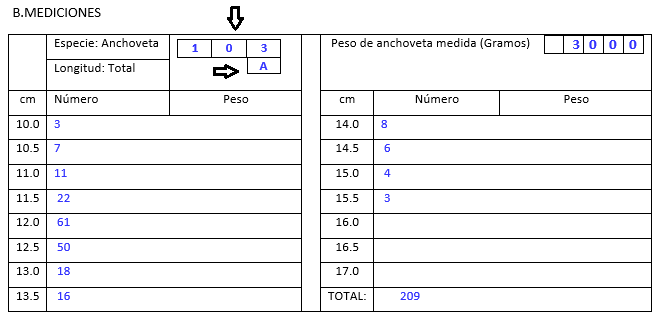 B.MEDICIONES
Especie: Anchoveta 1 0 3 Peso de anchoveta medida (Gramos) 3 0 0 0
Longitud: Total A
cm Número Peso cm Número Peso
10.0 3 14.0 8
10.5 7 14.5 6
11.0 11 15.0 4
11.5 22 15.5 3
12.0 61 16.0
12.5 50 16.5
13.0 18 17.0
13.5 16 TOTAL: 209